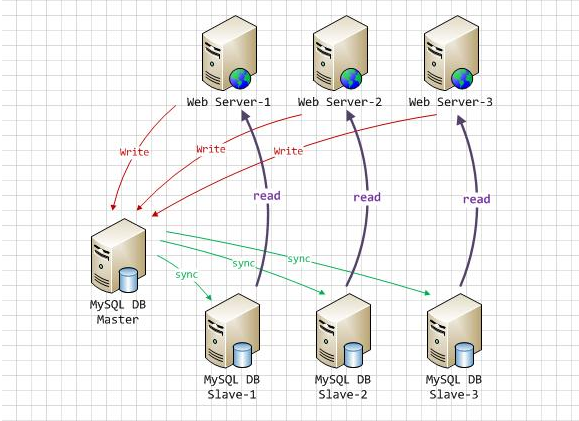 Web Server-1
Web Server-2
Web Server-3
Write
Write
Write
read
read
read
sync
sync
sync
MySQL DB
Master
MySQL DB
Slave-1
MySQL DB
Slave-2
MySQL DB
Slave-3